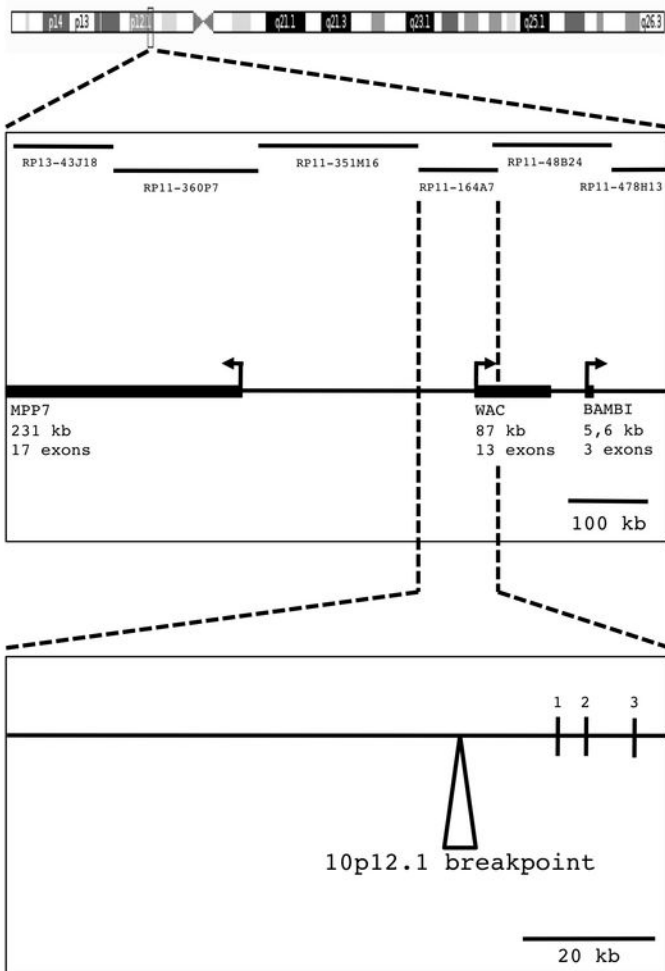 p14 p13 p12.1 q21.1 q21.3 q23.1 q25.1 q26.3
RP13-43J18
RP11-360P7
RP11-351M16
RP11-164A7
RP11-48B24
RP11-478H13
MPP7
231 kb
17 exons
WAC
87 kb
13 exons
BAMBI
5,6 kb
3 exons
100 kb
1 2 3
10p12.1 breakpoint
20 kb